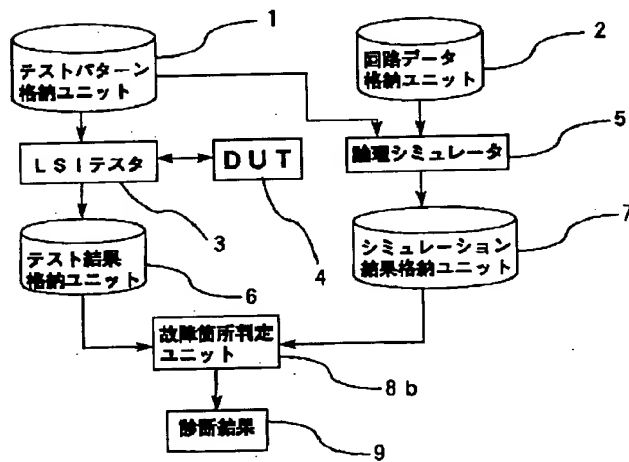 1
テストパターン
格納ユニット
2
回路データ
格納ユニット
5
LSIテスタ
DUT
論理シミュレータ
3
4
7
テスト結果
格納ユニット
6
シミュレーション
結果格納ユニット
故障箇所判定
ユニット
8b
診断結果
9